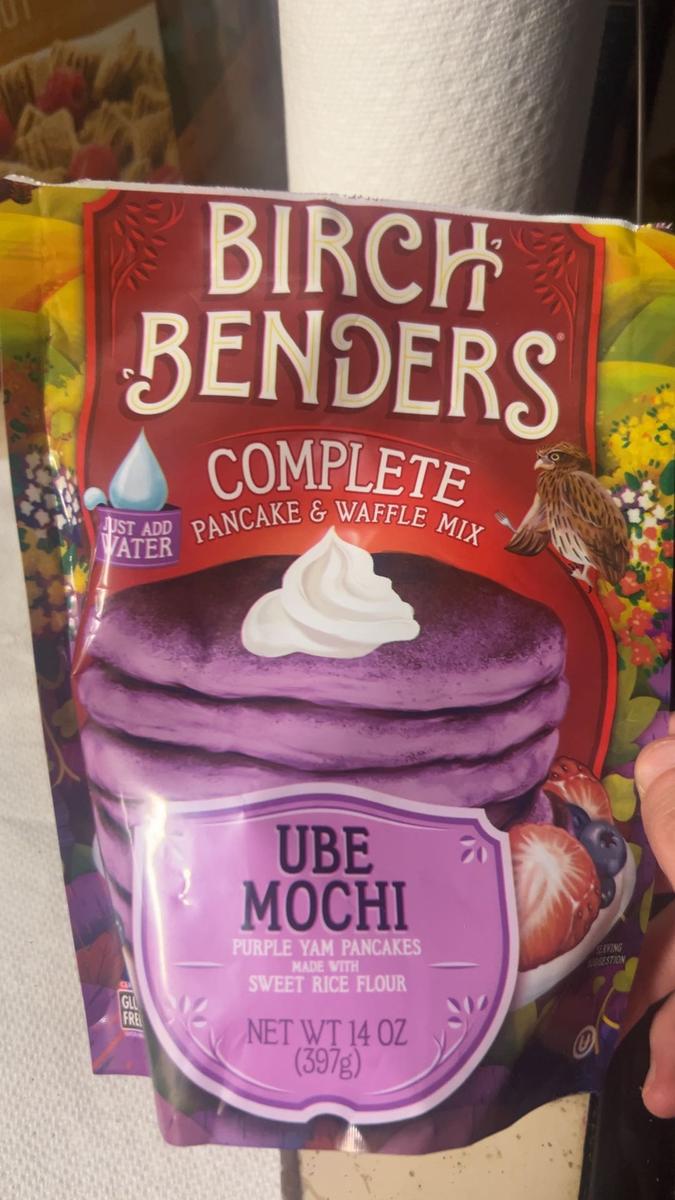 BIRCH
BENDERS®
COMPLETE
PANCAKE & WAFFLE MIX
JUST ADD
WATER
UBE
MOCHI
PURPLE YAM PANCAKES
MADE WITH
SWEET RICE FLOUR
NET WT 14 OZ
(397g)
SERVING
SUGGESTION
U